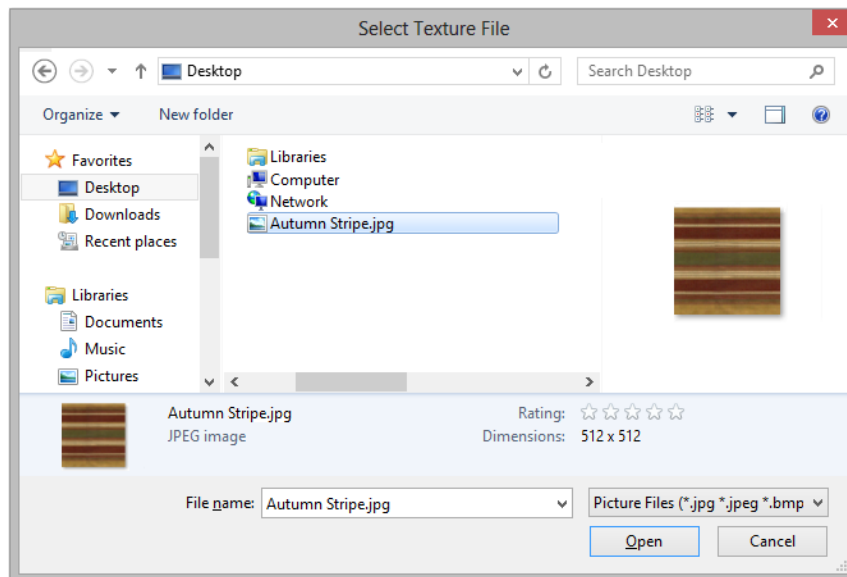 Select Texture File
Desktop
Search Desktop
Organize
New folder
Favorites
Desktop
Downloads
Recent places
Libraries
Documents
Music
Pictures
Libraries
Computer
Network
Autumn Stripe.jpg
Autumn Stripe.jpg
JPEG image
Rating:
Dimensions: 512 x 512
File name: Autumn Stripe.jpg
Picture Files (*.jpg *.jpeg *.bmp
Open
Cancel